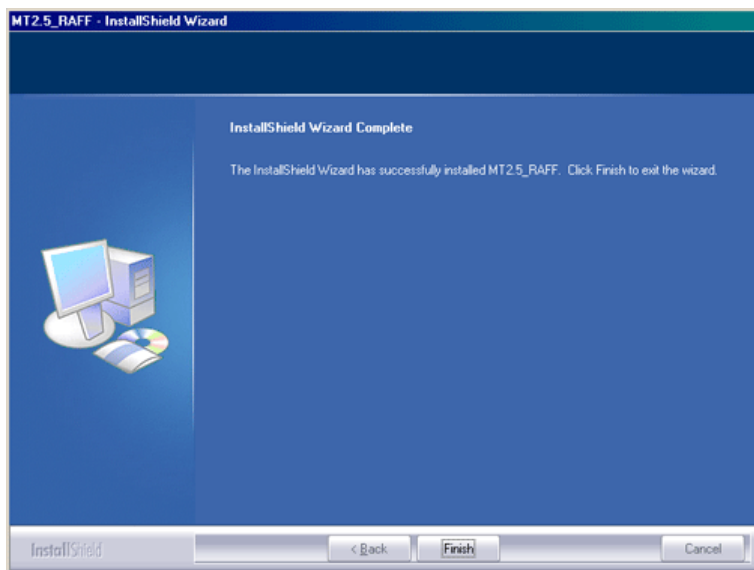 MT2.5_RAFF - InstallShield Wizard
InstallShield Wizard Complete
The InstallShield Wizard has successfully installed MT2.5_RAFF. Click Finish to exit the wizard.
InstallShield
< Back
Finish
Cancel